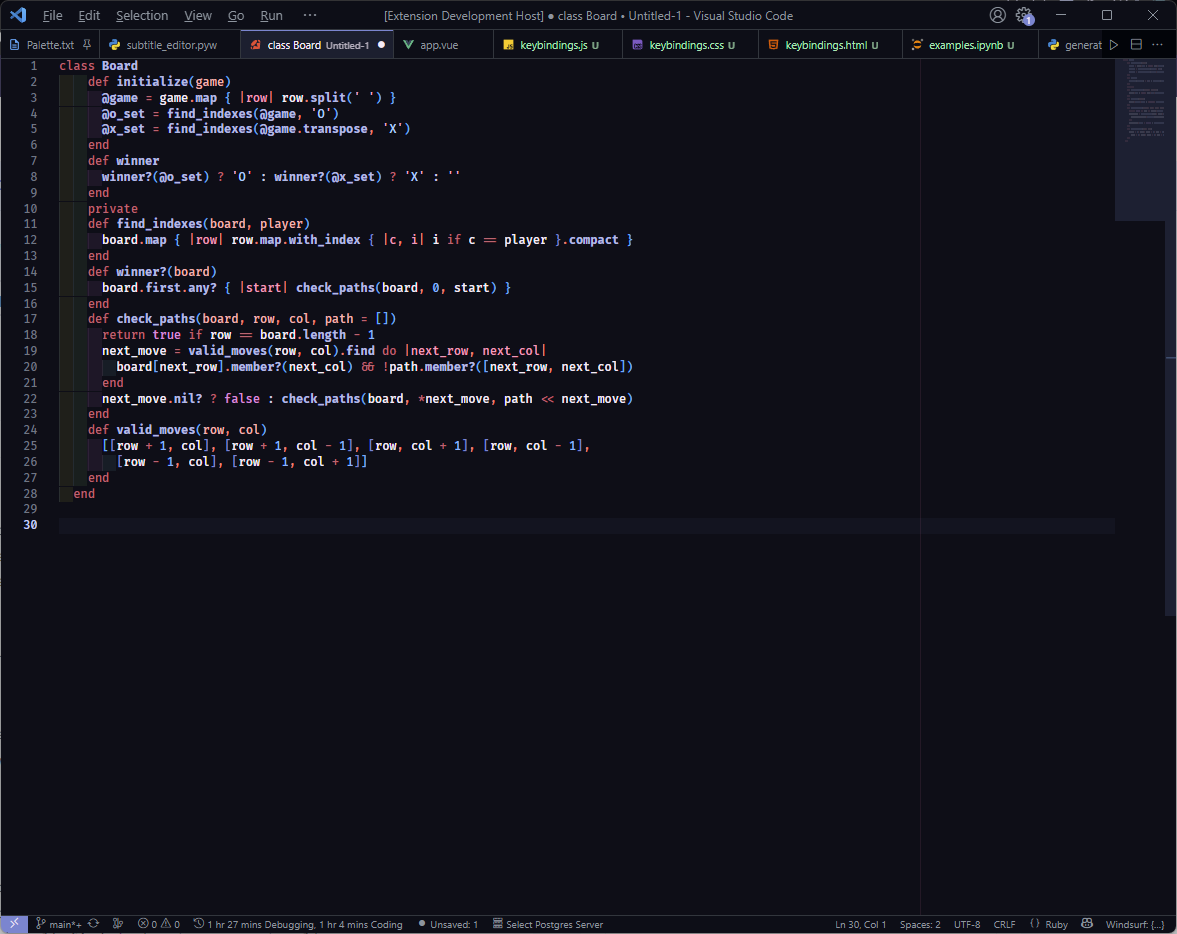 File Edit Selection View Go Run ··· [Extension Development Host] ● class Board • Untitled-1 - Visual Studio Code 1
Palette.txt subtitle_editor.pyw class Board Untitled-1 ● app.vue keybindings.js U keybindings.css U keybindings.html U examples.ipynb U generat ···
1 class Board
2 def initialize(game)
3 @game = game.map { |row| row.split(' ') }
4 @o_set = find_indexes(@game, 'O')
5 @x_set = find_indexes(@game.transpose, 'X')
6 end
7 def winner
8 winner?(@o_set) ? 'O' : winner?(@x_set) ? 'X' : ''
9 end
10 private
11 def find_indexes(board, player)
12 board.map { |row| row.map.with_index { |c, i| i if c == player }.compact }
13 end
14 def winner?(board)
15 board.first.any? { |start| check_paths(board, 0, start) }
16 end
17 def check_paths(board, row, col, path = [])
18 return true if row == board.length - 1
19 next_move = valid_moves(row, col).find do |next_row, next_col|
20 board[next_row].member?(next_col) && !path.member?([next_row, next_col])
21 end
22 next_move.nil? ? false : check_paths(board, *next_move, path << next_move)
23 end
24 def valid_moves(row, col)
25 [[row + 1, col], [row + 1, col - 1], [row, col + 1], [row, col - 1],
26 [row - 1, col], [row - 1, col + 1]]
27 end
28 end
29
30
main*+ 0 0 1 hr 27 mins Debugging, 1 hr 4 mins Coding ● Unsaved: 1 Select Postgres Server Ln 30, Col 1 Spaces: 2 UTF-8 CRLF { } Ruby Windsurf: {...}